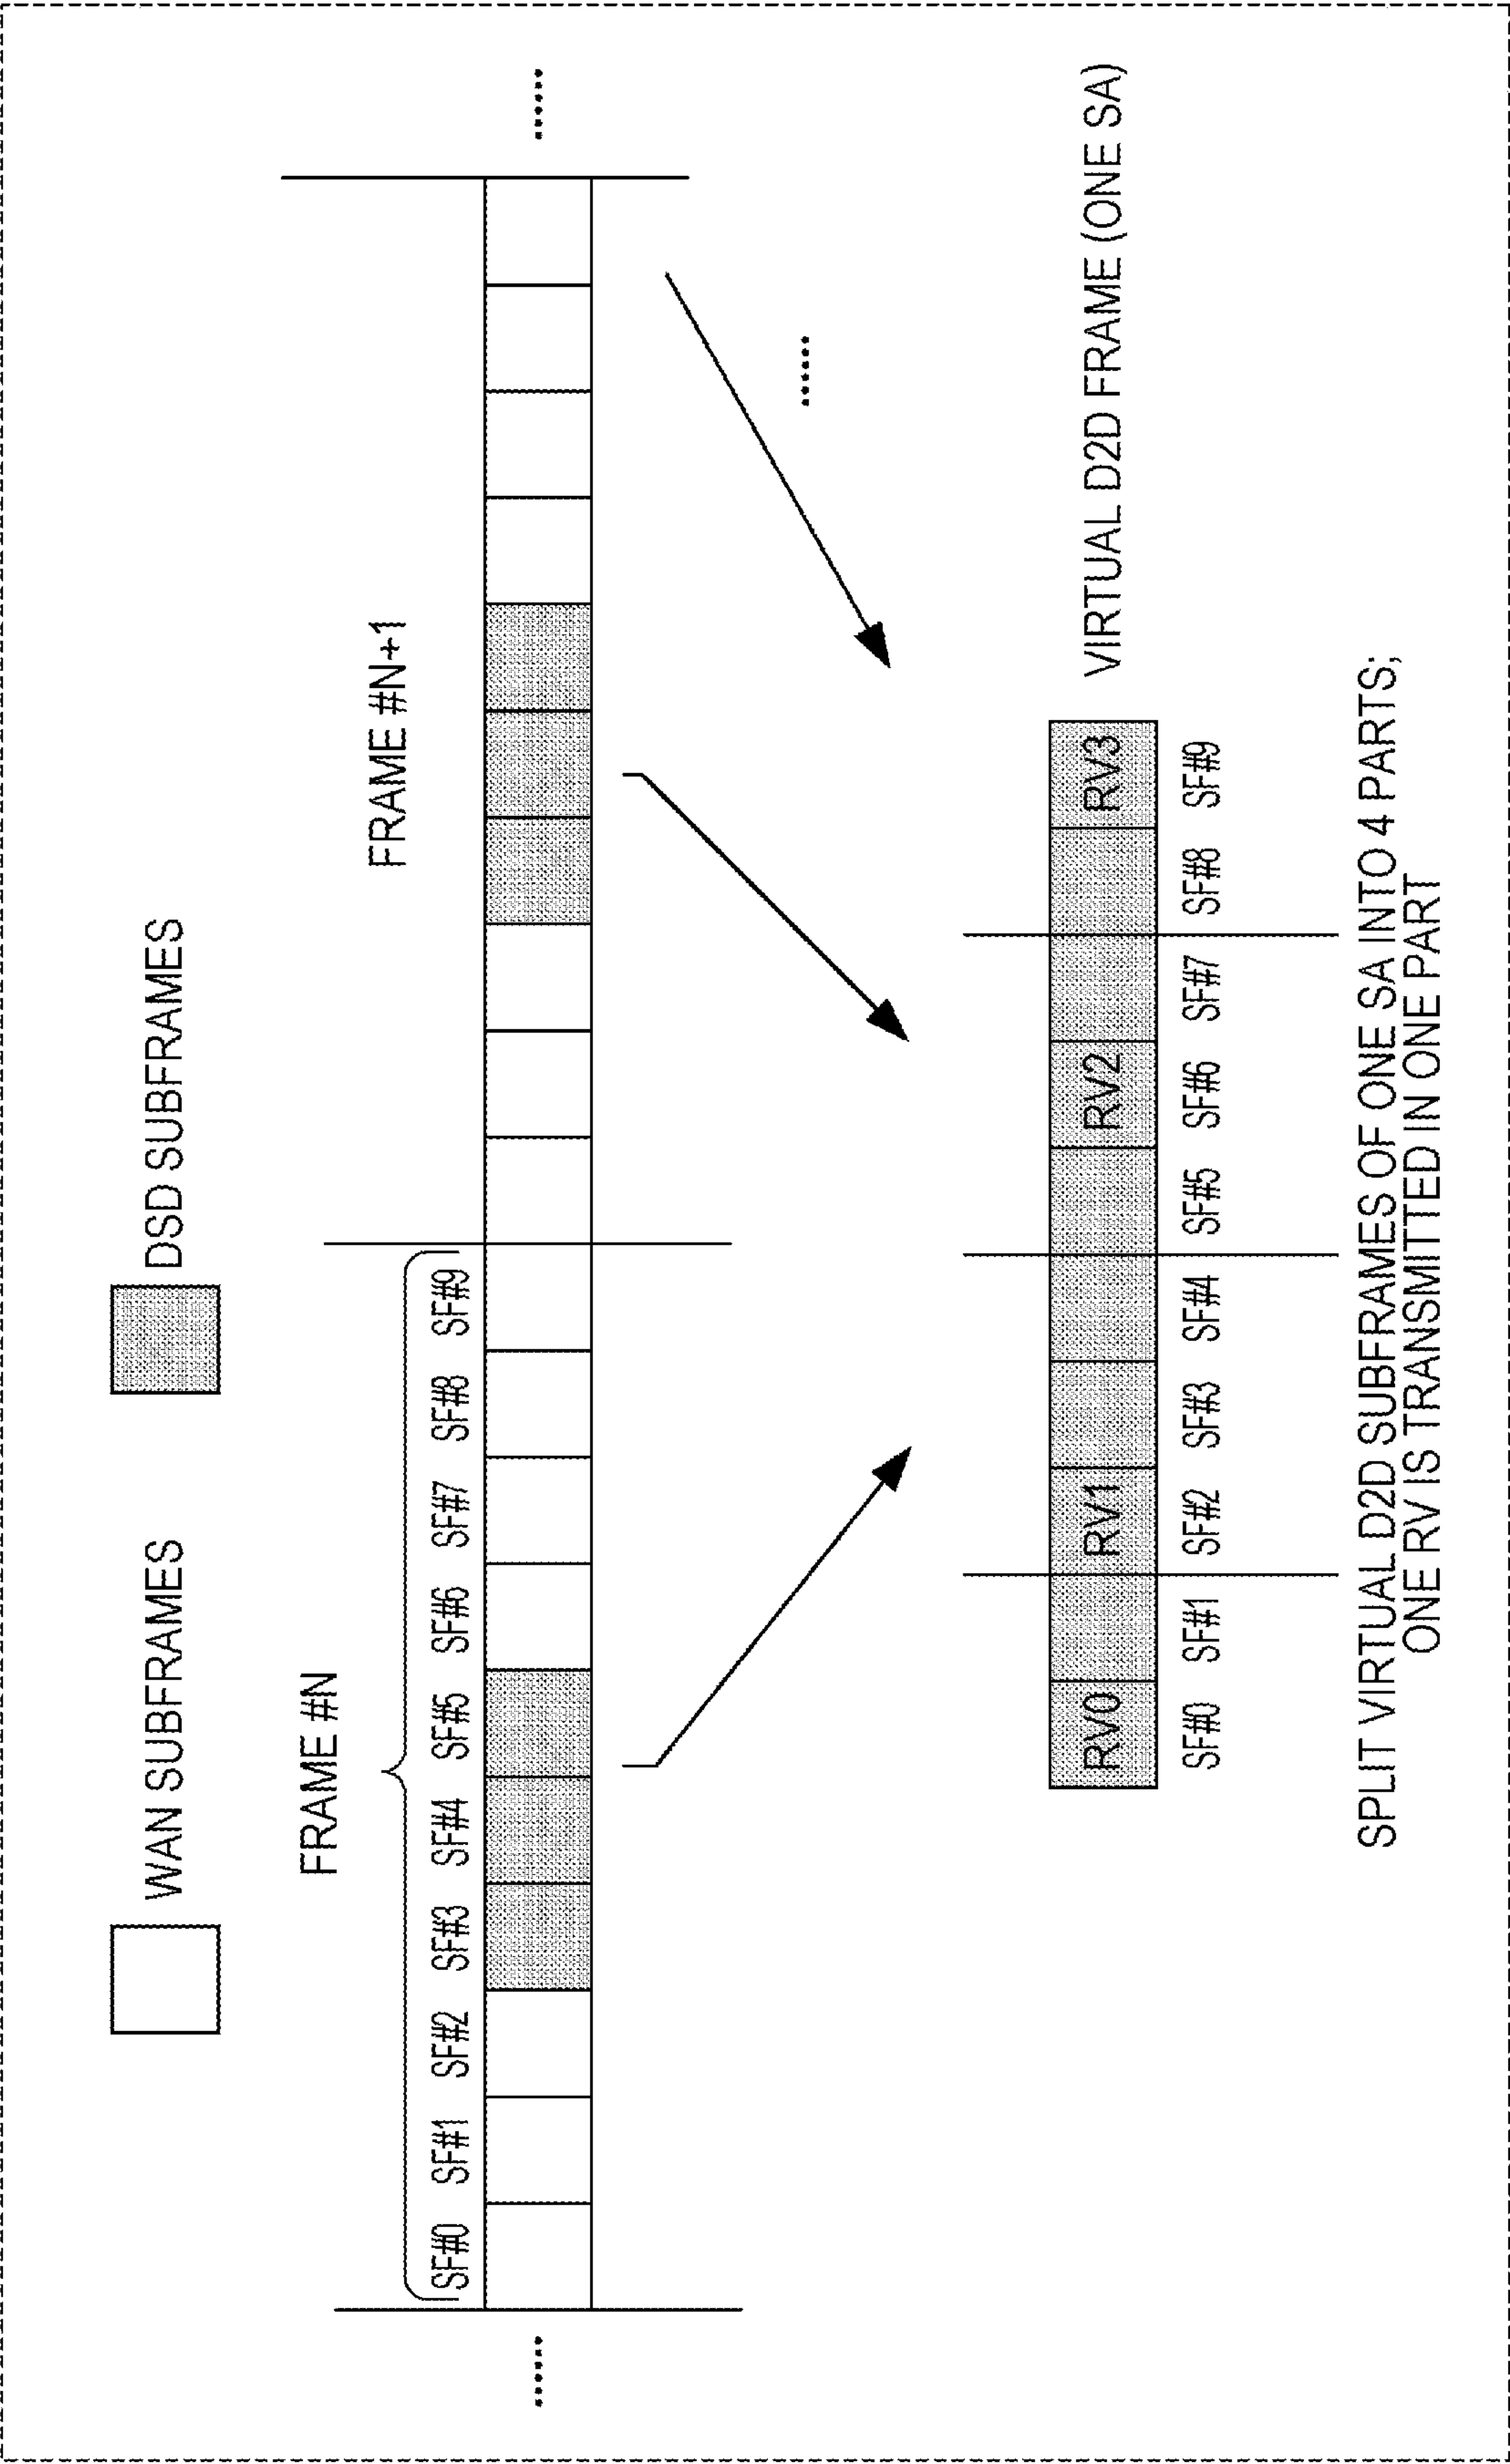 WAN SUBFRAMES
DSD SUBFRAMES
FRAME #N
FRAME #N+1
SF#0 SF#1 SF#2 SF#3 SF#4 SF#5 SF#6 SF#7 SF#8 SF#9
......
......
......
RV0 RV1 RV2 RV3
VIRTUAL D2D FRAME (ONE SA)
SF#0 SF#1 SF#2 SF#3 SF#4 SF#5 SF#6 SF#7 SF#8 SF#9
SPLIT VIRTUAL D2D SUBFRAMES OF ONE SA INTO 4 PARTS;
ONE RV IS TRANSMITTED IN ONE PART